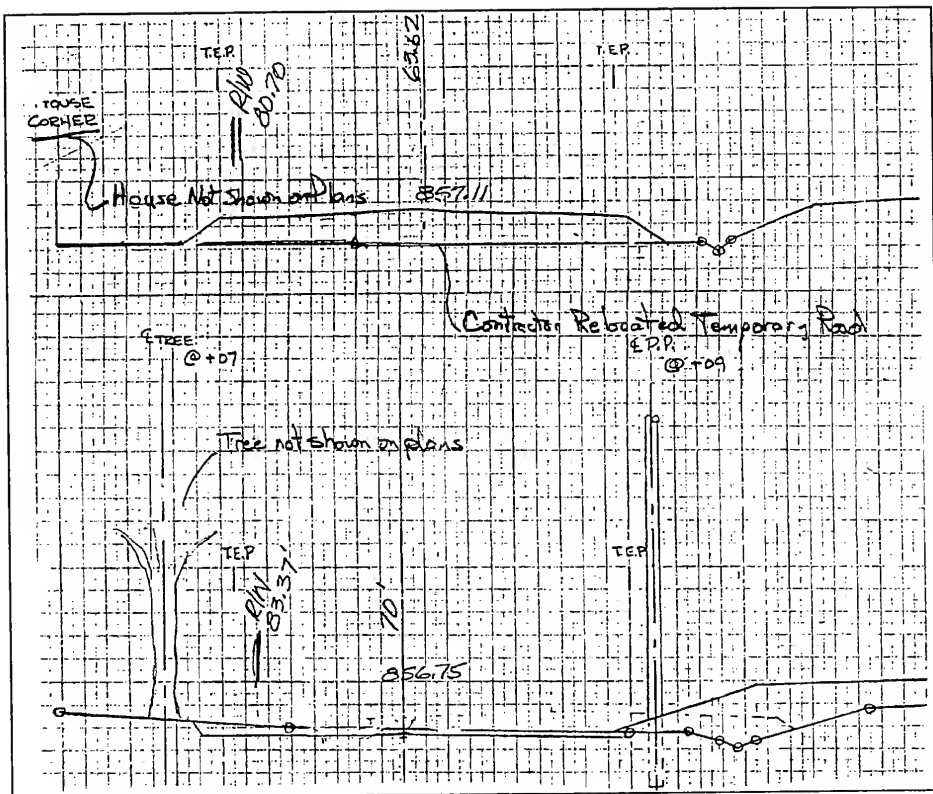 T.E.P.
R/W
80.70
63.62
T.E.P.
HOUSE
CORNER
House Not Shown on Plans
857.11
Contractor Relocated Temporary Road
℄ TREE
@ +07
℄ P.P.
@ +09
Tree not shown on plans
T.E.P.
R/W
83.37'
70'
T.E.P.
856.75